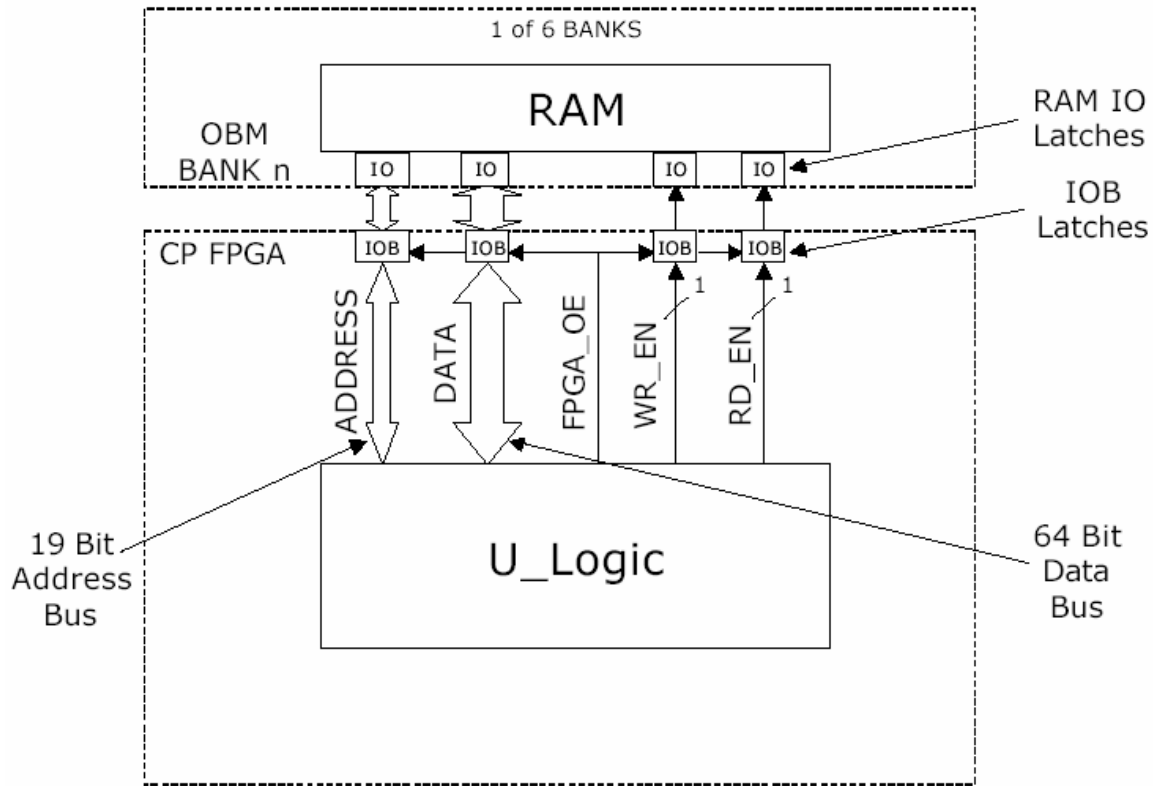 1 of 6 BANKS
RAM
RAM IO
Latches
OBM
BANK n
IO
IO
IO
IO
IOB
Latches
CP FPGA
IOB
IOB
IOB
IOB
1
1
ADDRESS
DATA
FPGA_OE
WR_EN
RD_EN
19 Bit
Address
Bus
U_Logic
64 Bit
Data
Bus